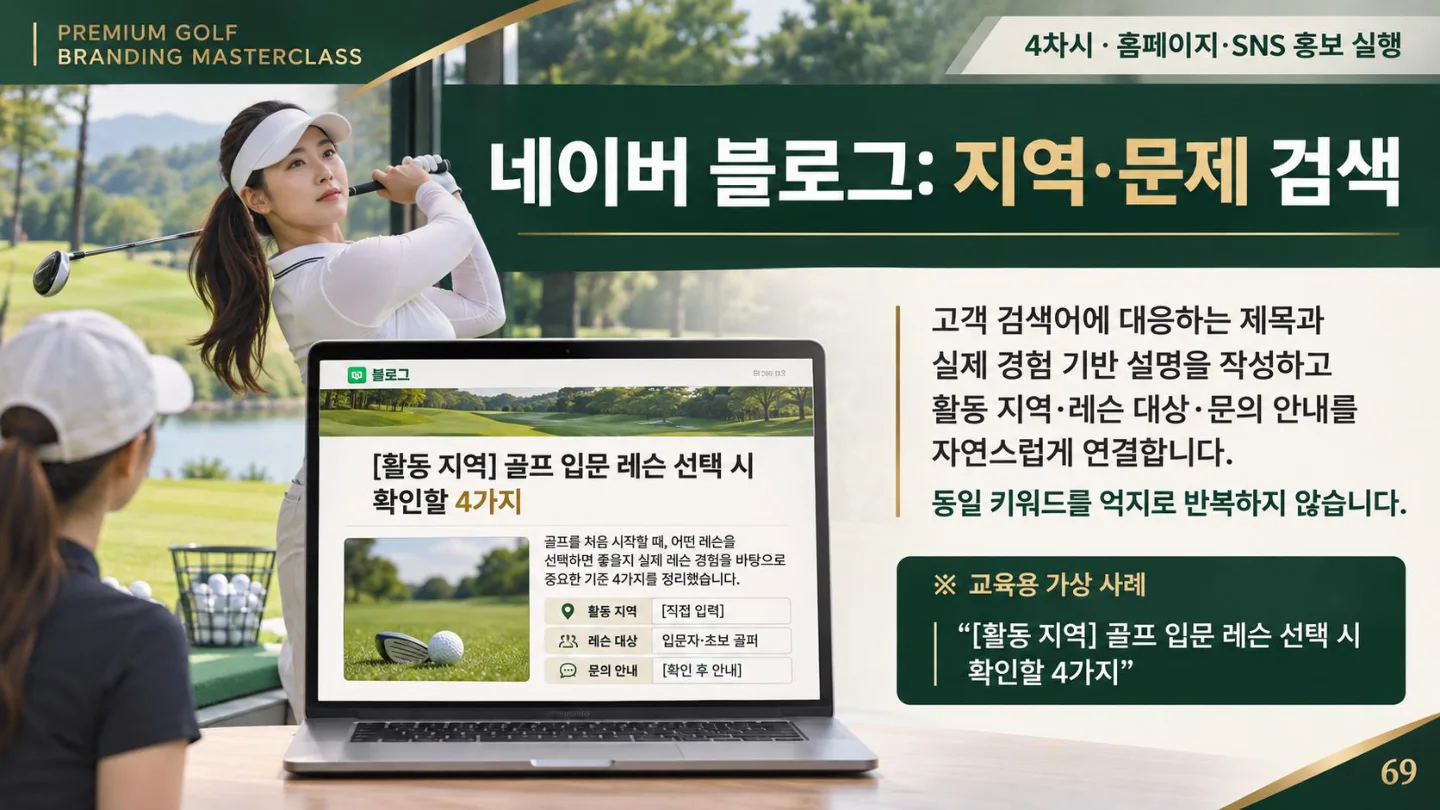 PREMIUM GOLF
BRANDING MASTERCLASS
4차시 · 홈페이지·SNS 홍보 실행
네이버 블로그: 지역·문제 검색
고객 검색어에 대응하는 제목과
실제 경험 기반 설명을 작성하고
활동 지역·레슨 대상·문의 안내를
자연스럽게 연결합니다.
동일 키워드를 억지로 반복하지 않습니다.
블로그
[활동 지역] 골프 입문 레슨 선택 시
확인할 4가지
골프를 처음 시작할 때, 어떤 레슨을
선택하면 좋을지 실제 레슨 경험을 바탕으로
중요한 기준 4가지를 정리했습니다.
활동 지역 [직접 입력]
레슨 대상 입문자·초보 골퍼
문의 안내 [확인 후 안내]
※ 교육용 가상 사례
“[활동 지역] 골프 입문 레슨 선택 시
확인할 4가지”
69